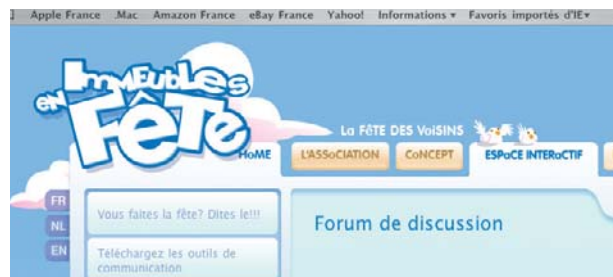 Apple France .Mac Amazon France eBay France Yahoo! Informations ▾ Favoris importés d'IE▾
IMMEUBLES
EN
FÊTE
La FÊTE DES VoISINS
HoME L'ASSoCIATION CoNCEPT ESPaCE INTERaCTIF
FR
NL
EN
Vous faites la fête? Dites le!!!
Téléchargez les outils de
communication
Forum de discussion